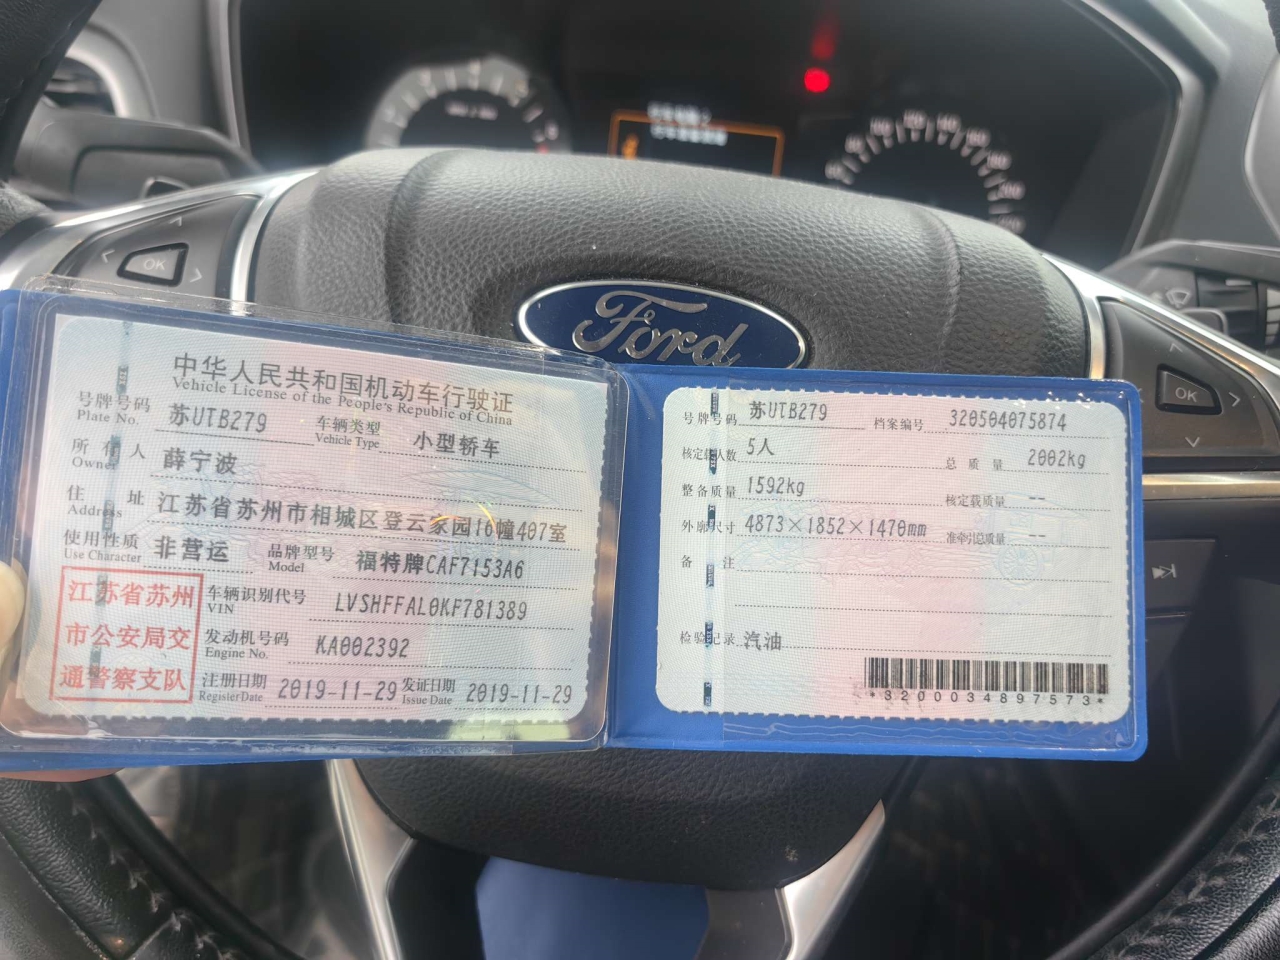 OK
Ford
OK
中华人民共和国机动车行驶证
Vehicle License of the People's Republic of China
号牌号码 苏UTB279 车辆类型 小型轿车
Plate No. Vehicle Type
所有人 薛宁波
Owner
住址 江苏省苏州市相城区登云家园16幢407室
Address
使用性质 非营运 品牌型号 福特牌CAF7153A6
Use Character Model
江苏省苏州
市公安局交
通警察支队
车辆识别代号 LVSHFFAL0KF781389
VIN
发动机号码 KA002392
Engine No.
注册日期 2019-11-29 发证日期 2019-11-29
Register Date Issue Date
号牌号码 苏UTB279 档案编号 320504075874
核定载人数 5人 总质量 2002kg
整备质量 1592kg 核定载质量 --
外廓尺寸 4873×1852×1470mm 准牵引总质量 --
备注
检验记录 汽油
*3200034897573*